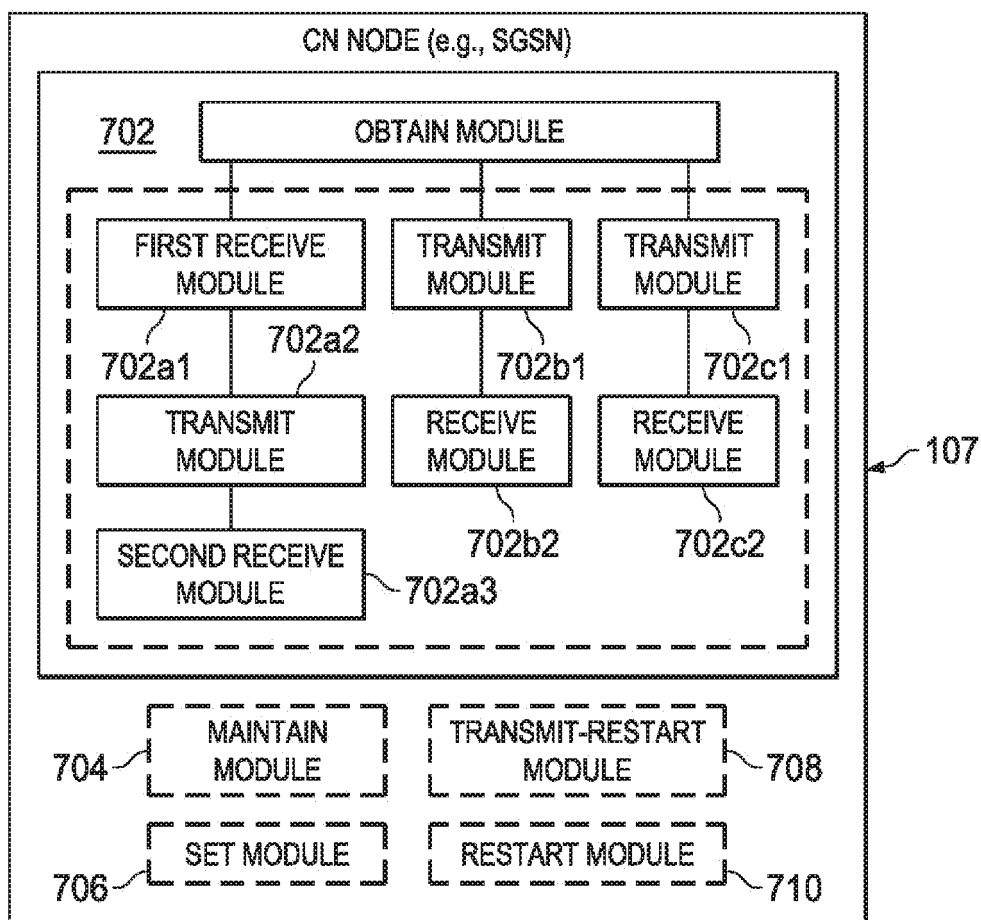 CN NODE (e.g., SGSN)
702
OBTAIN MODULE
FIRST RECEIVE
MODULE
TRANSMIT
MODULE
TRANSMIT
MODULE
702a1
702a2
702b1
702c1
TRANSMIT
MODULE
RECEIVE
MODULE
RECEIVE
MODULE
107
702b2
702c2
SECOND RECEIVE
MODULE
702a3
MAINTAIN
MODULE
704
TRANSMIT-RESTART
MODULE
708
SET MODULE
706
RESTART MODULE
710